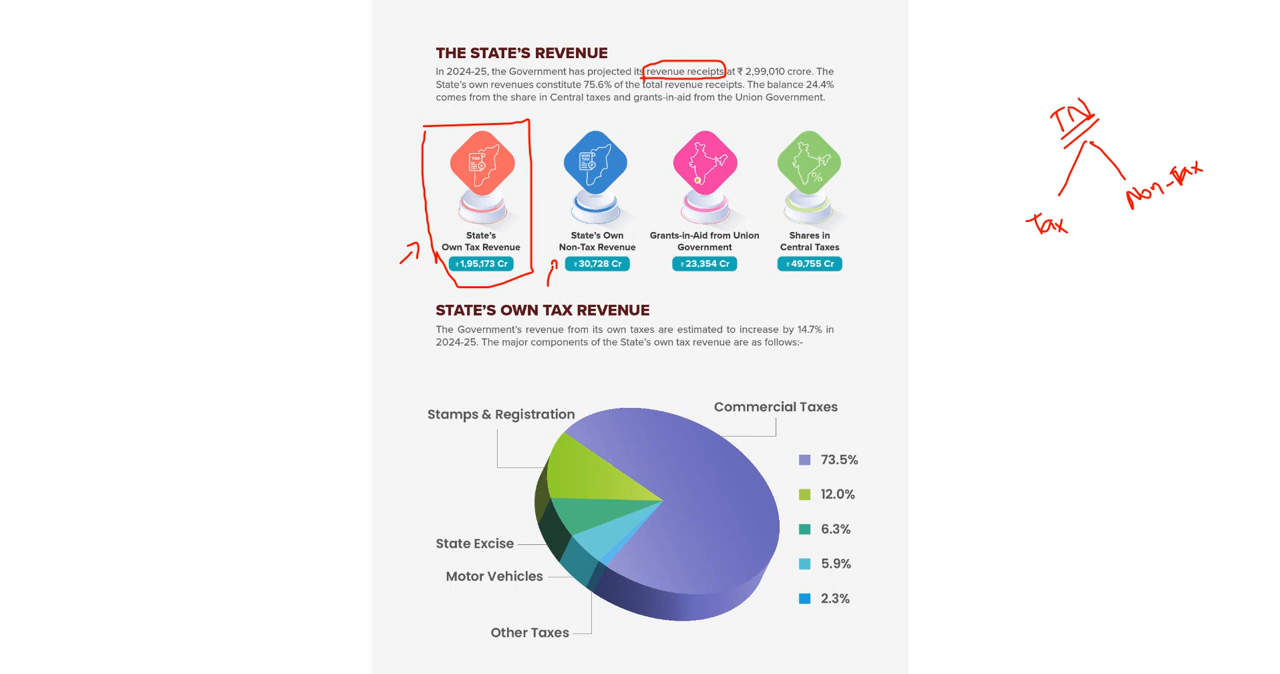 THE STATE'S REVENUE
In 2024-25, the Government has projected its revenue receipts at ₹ 2,99,010 crore. The
State's own revenues constitute 75.6% of the total revenue receipts. The balance 24.4%
comes from the share in Central taxes and grants-in-aid from the Union Government.
TN
Tax
Non-Tax
TAX
State's
Own Tax Revenue
₹1,95,173 Cr
State's Own
Non-Tax Revenue
₹30,728 Cr
Grants-in-Aid from Union
Government
₹23,354 Cr
%
Shares in
Central Taxes
₹49,755 Cr
STATE'S OWN TAX REVENUE
The Government's revenue from its own taxes are estimated to increase by 14.7% in
2024-25. The major components of the State's own tax revenue are as follows:-
Stamps & Registration
Commercial Taxes
State Excise
Motor Vehicles
Other Taxes
73.5%
12.0%
6.3%
5.9%
2.3%